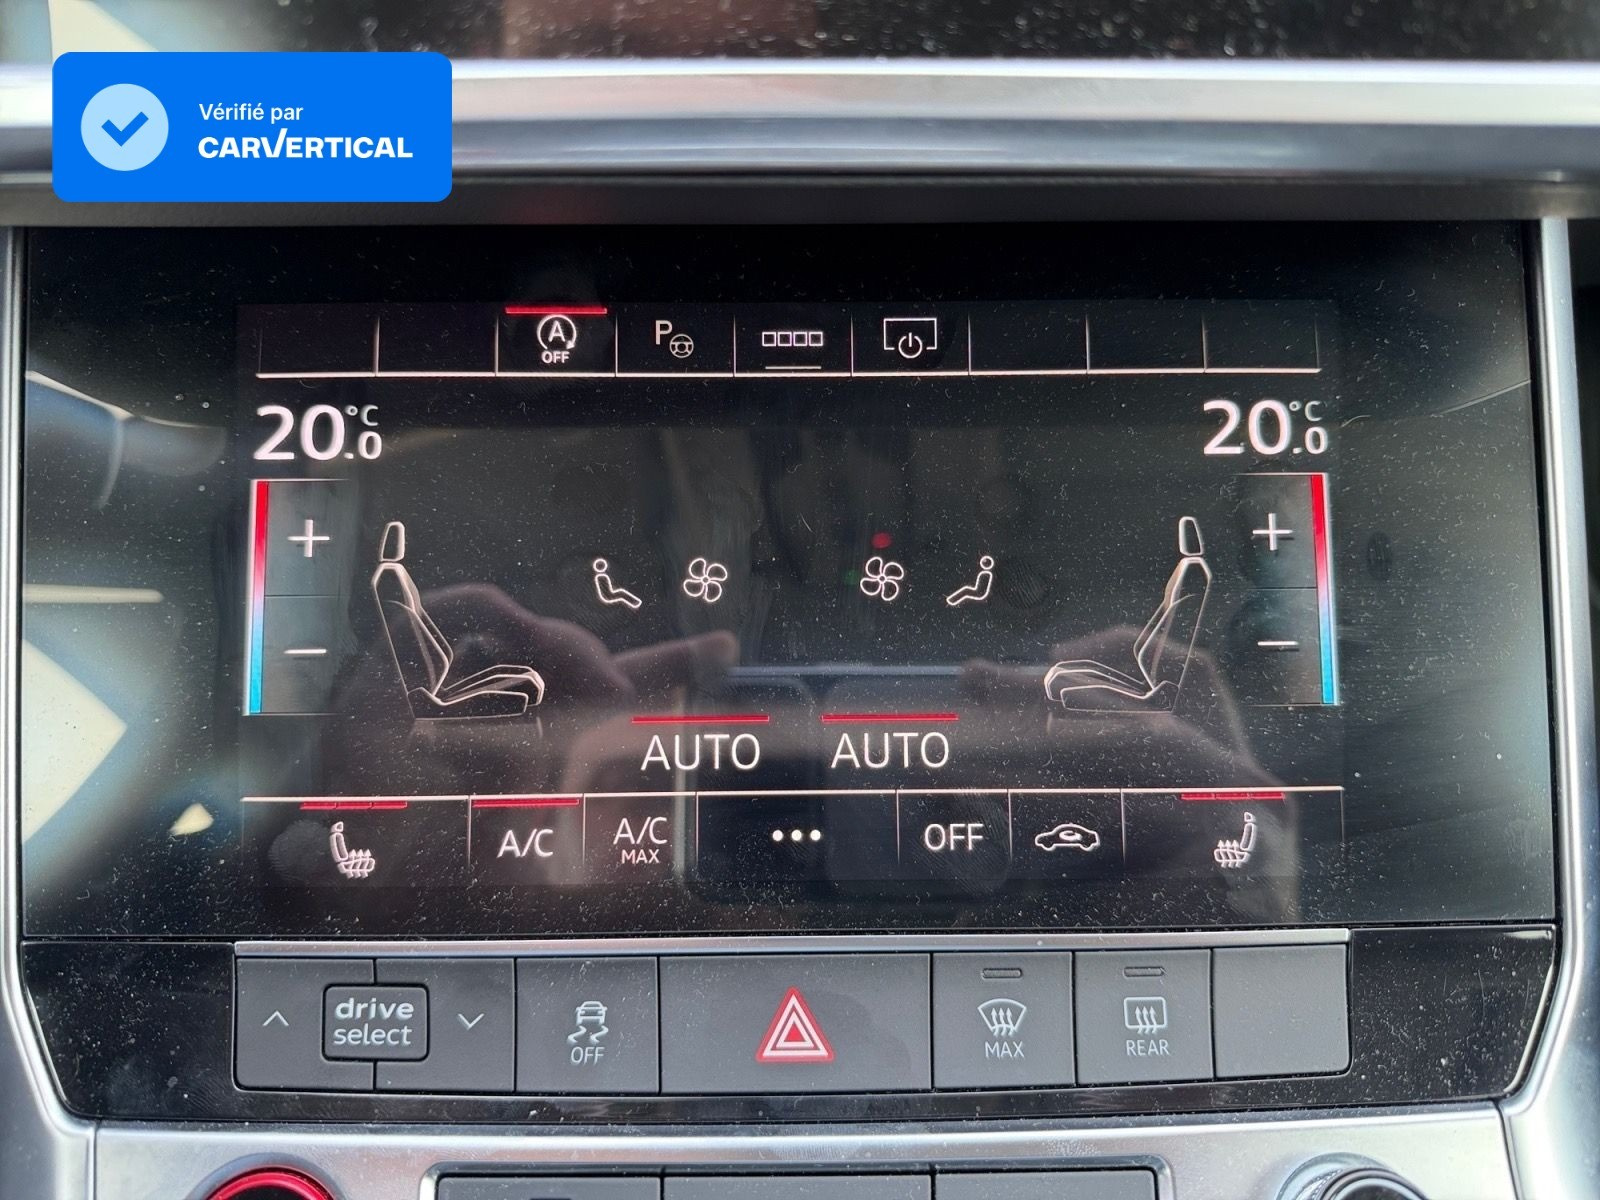 Vérifié par
CARVERTICAL
A
OFF
P
20.0 °C
20.0 °C
+
+
−
−
AUTO AUTO
A/C
A/C MAX
•••
OFF
drive select
OFF
MAX
REAR